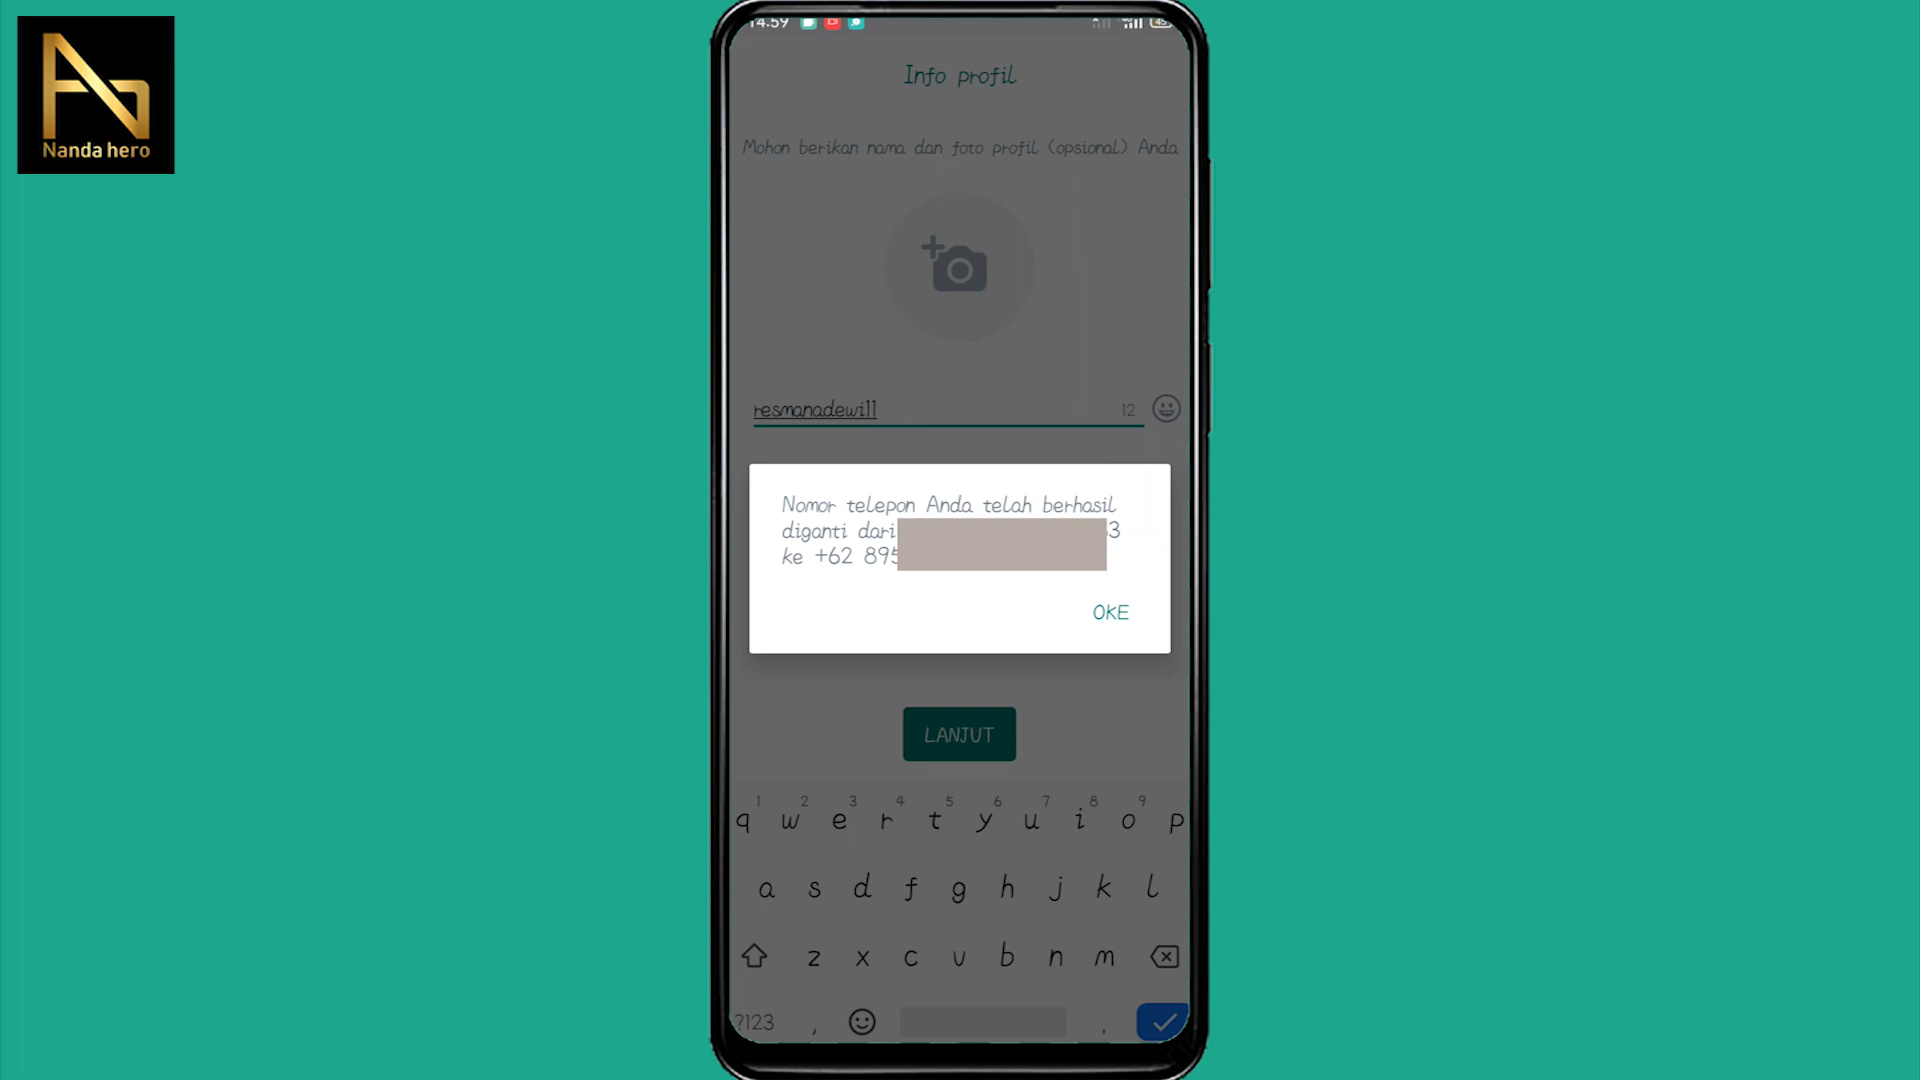 Nanda hero
14.59
45
Info profil
Mohon berikan nama dan foto profil (opsional) Anda
resmanadewi11
12
Nomor telepon Anda telah berhasil
diganti dari 3
ke +62 895
OKE
LANJUT
1 2 3 4 5 6 7 8 9
q w e r t y u i o p
a s d f g h j k l
z x c v b n m
?123 , .